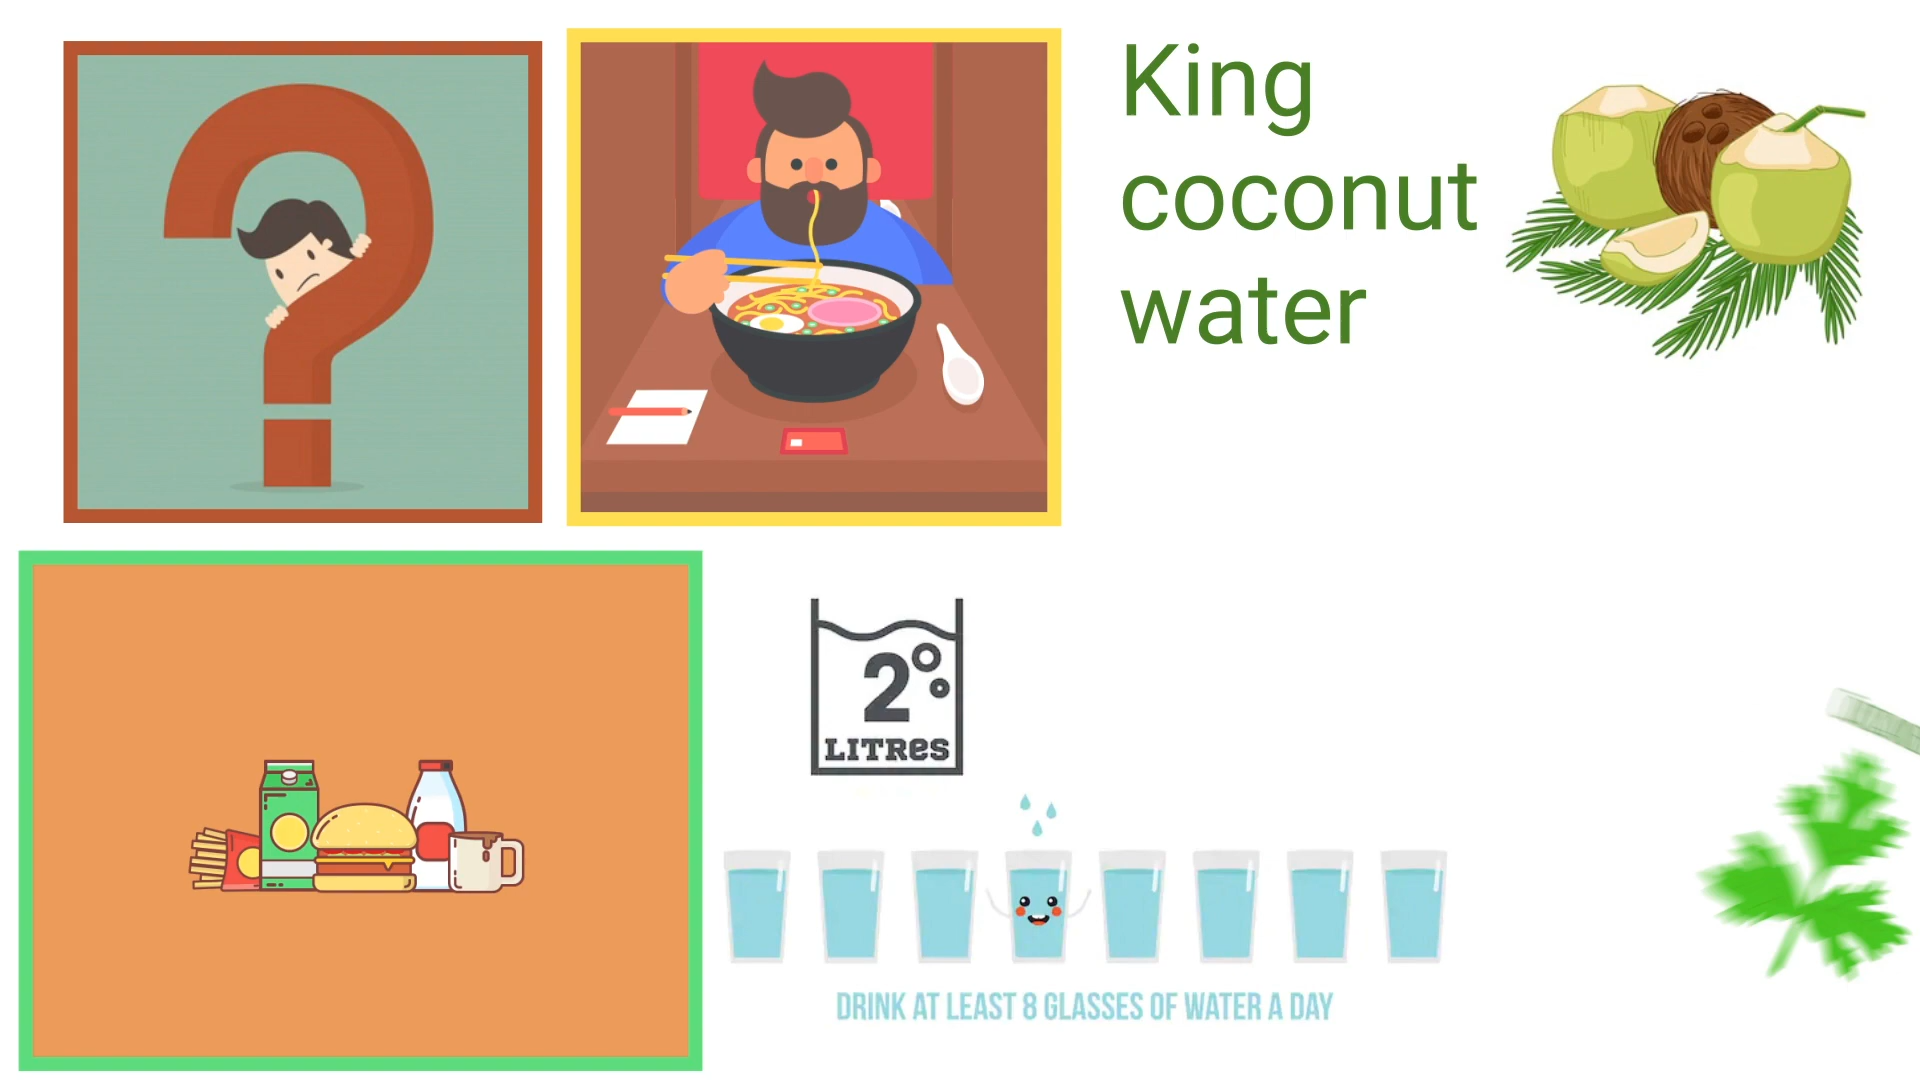 King
coconut
water
2
LITRes
DRINK AT LEAST 8 GLASSES OF WATER A DAY